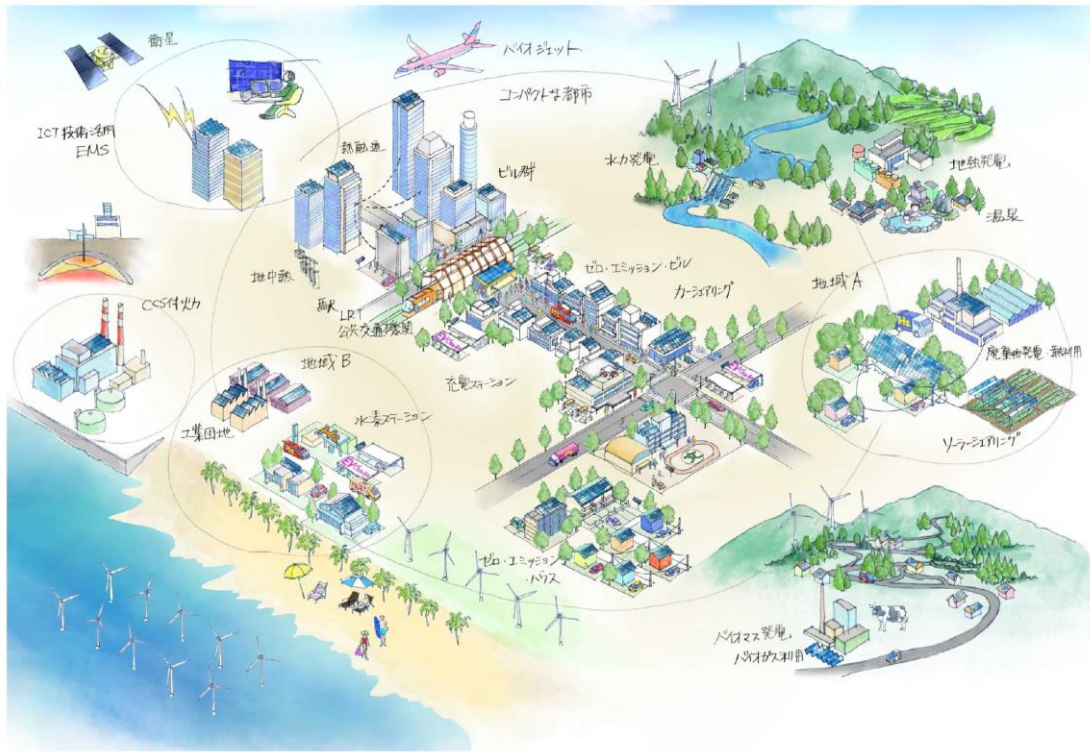 衛星
バイオジェット
コンパクトな都市
ICT技術活用
EMS
熱融通
ビル群
水力発電
地熱発電
温泉
地中熱
駅
LRT
公共交通機関
ゼロ・エミッション・ビル
カーシェアリング
地域A
CCS付火力
H2
廃棄物発電・熱利用
地域B
充電ステーション
水素ステーション
工業団地
ソーラーシェアリング
ゼロ・エミッション
・ハウス
バイオマス発電
バイオガス利用